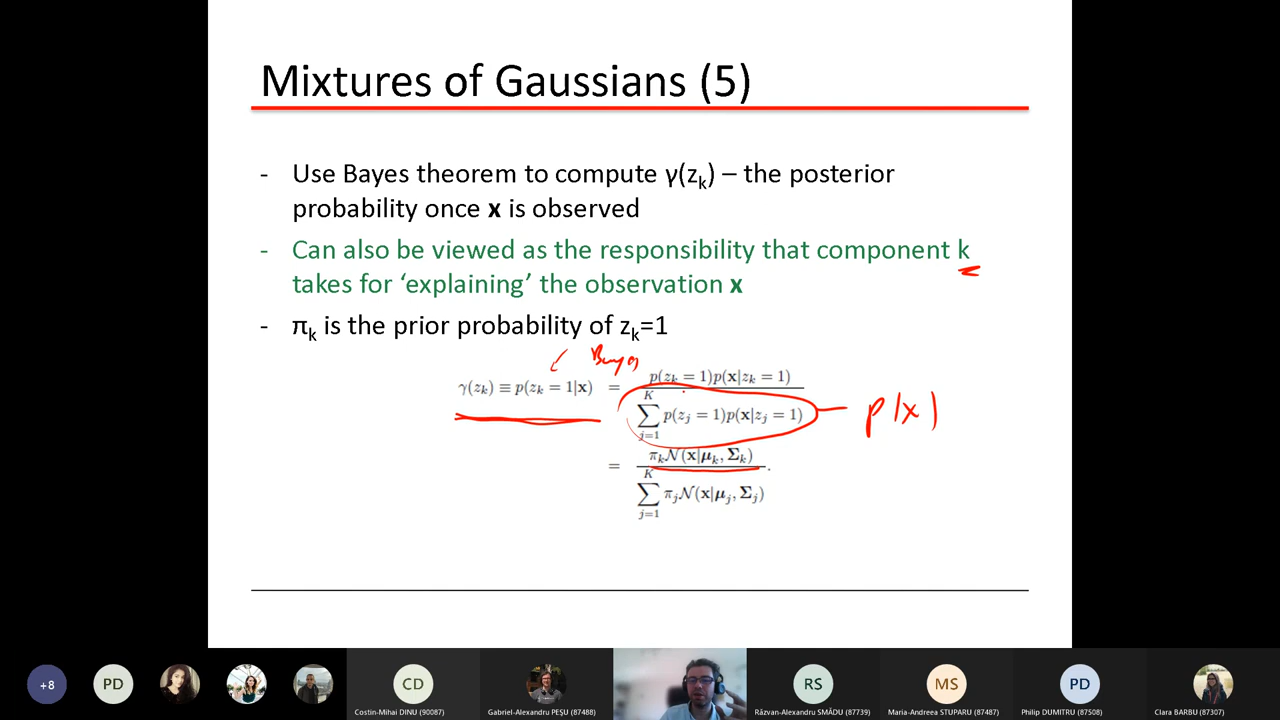 Mixtures of Gaussians (5)
- Use Bayes theorem to compute γ(z_k) – the posterior
probability once x is observed
- Can also be viewed as the responsibility that component k
takes for ‘explaining’ the observation x
- π_k is the prior probability of z_k=1
Bayes
γ(z_k) ≡ p(z_k = 1|x) = p(z_k = 1)p(x|z_k = 1)
K
∑ p(z_j = 1)p(x|z_j = 1)
j=1
p(x)
= π_k N(x|μ_k, Σ_k)
K
∑ π_j N(x|μ_j, Σ_j)
j=1
.
+8
PD
CD
RS
MS
PD
Costin-Mihai DINU (90087)
Gabriel-Alexandru PEȘU (87488)
Răzvan-Alexandru SMĂDU (87739)
Maria-Andreea STUPARU (87487)
Philip DUMITRU (87508)
Clara BARBU (87307)